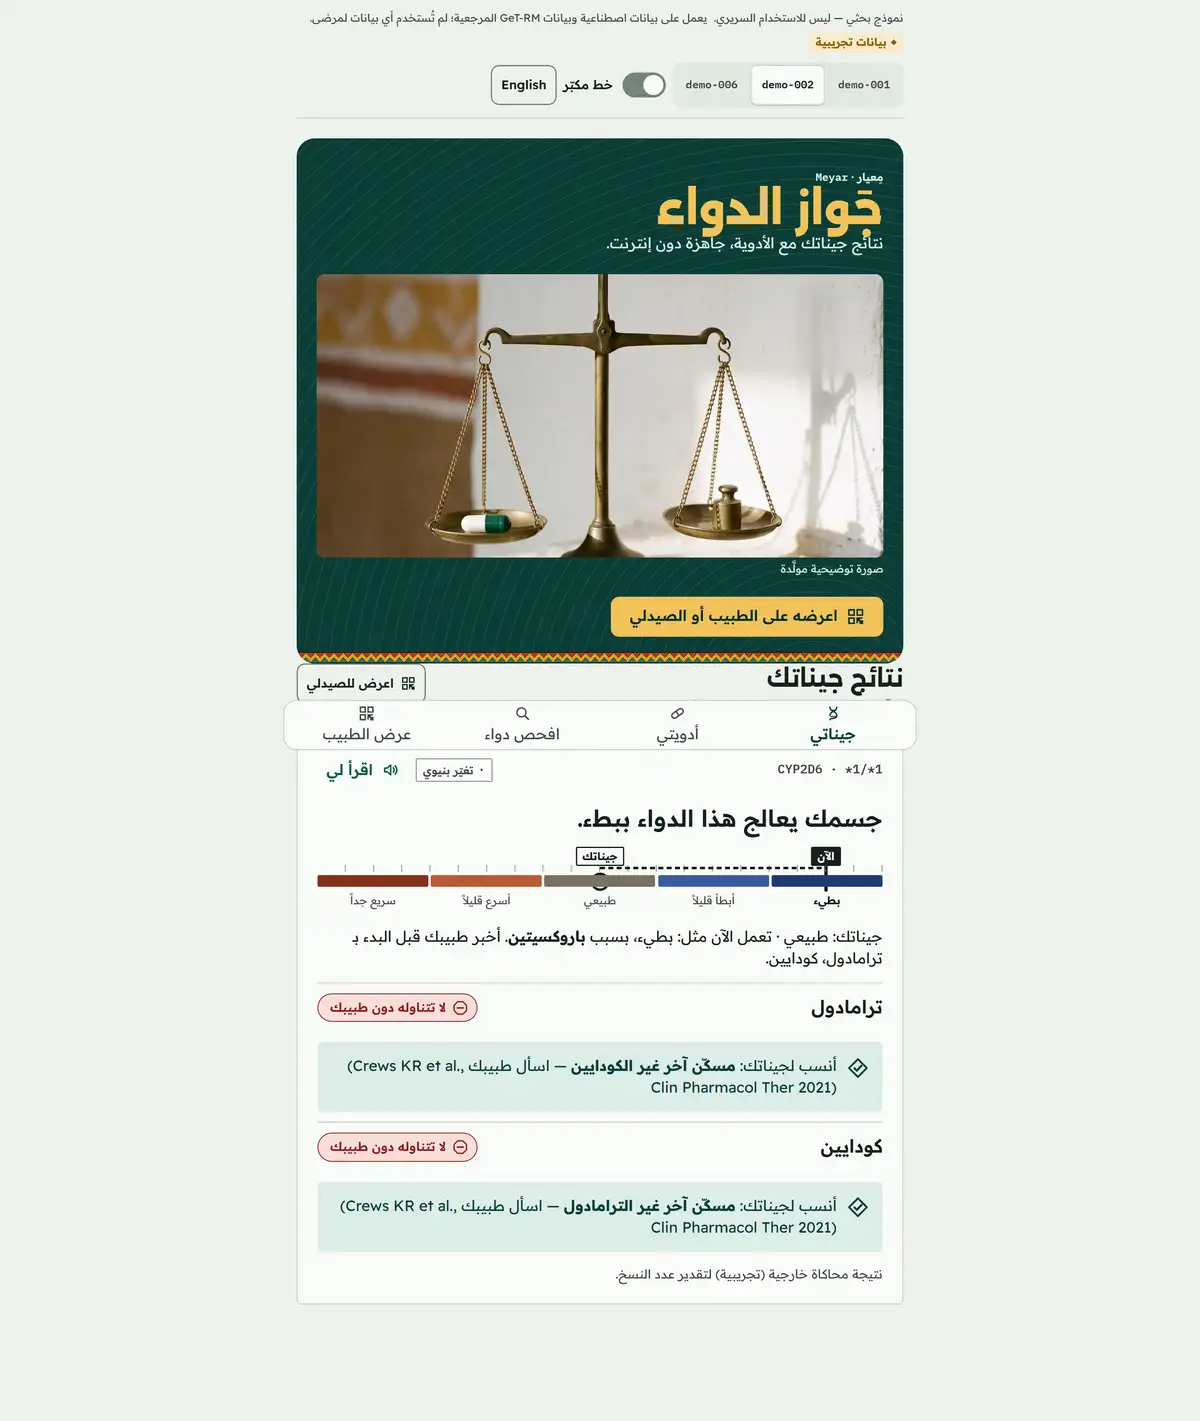 نموذج بحثي — ليس للاستخدام السريري. يعمل على بيانات اصطناعية وبيانات GeT-RM المرجعية؛ لم تُستخدم أي بيانات لمرضى.
بيانات تجريبية
demo-001 demo-002 demo-006 خط مكبّر English
مِعيار · Meyar
جَواز الدواء
نتائج جيناتك مع الأدوية، جاهزة دون إنترنت.
صورة توضيحية مولَّدة
اعرضه على الطبيب أو الصيدلي
نتائج جيناتك
اعرض للصيدلي
جيناتي أدويتي افحص دواء عرض الطبيب
CYP2D6 · *1/*1
· تغيّر بنيوي
اقرأ لي
جسمك يعالج هذا الدواء ببطء.
الآن جيناتك
بطيء أبطأ قليلاً طبيعي أسرع قليلاً سريع جداً
جيناتك: طبيعي · تعمل الآن مثل: بطيء، بسبب باروكسيتين. أخبر طبيبك قبل البدء بـ
ترامادول، كودايين.
ترامادول
لا تتناوله دون طبيبك
أنسب لجيناتك: مسكّن آخر غير الكودايين — اسأل طبيبك (Crews KR et al.,
Clin Pharmacol Ther 2021)
كودايين
لا تتناوله دون طبيبك
أنسب لجيناتك: مسكّن آخر غير الترامادول — اسأل طبيبك (Crews KR et al.,
Clin Pharmacol Ther 2021)
نتيجة محاكاة خارجية (تجريبية) لتقدير عدد النسخ.